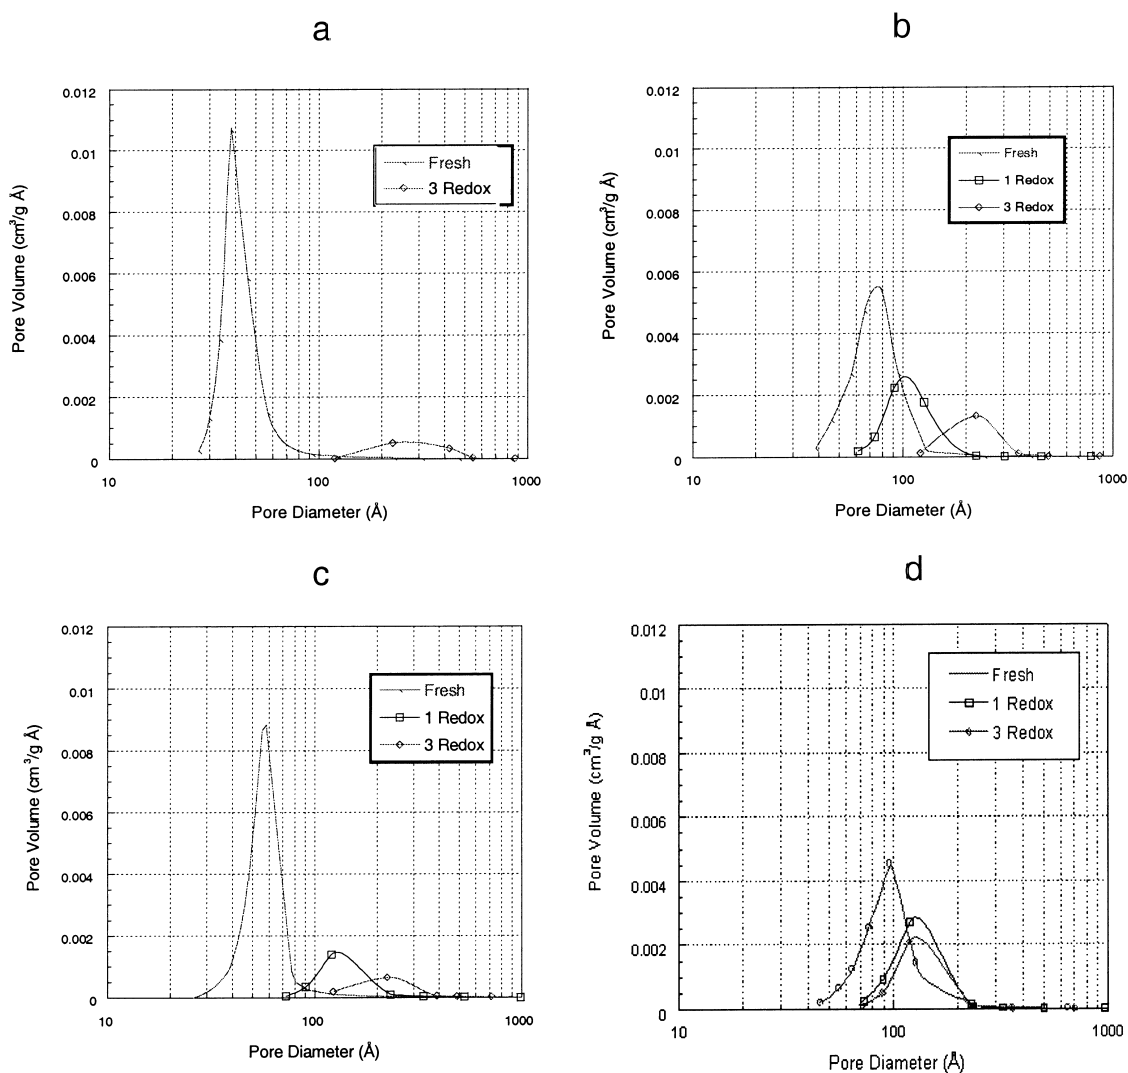 a
0.012
0.01
0.008
0.006
0.004
0.002
0
10
100
1000
Pore Volume (cm³/g Å)
Pore Diameter (Å)
Fresh
3 Redox
b
0.012
0.01
0.008
0.006
0.004
0.002
0
10
100
1000
Pore Volume (cm³/g Å)
Pore Diameter (Å)
Fresh
1 Redox
3 Redox
c
0.012
0.01
0.008
0.006
0.004
0.002
0
10
100
1000
Pore Volume (cm³/g Å)
Pore Diameter (Å)
Fresh
1 Redox
3 Redox
d
0.012
0.01
0.008
0.006
0.004
0.002
0
10
100
1000
Pore Volume (cm³/g Å)
Pore Diameter (Å)
Fresh
1 Redox
3 Redox